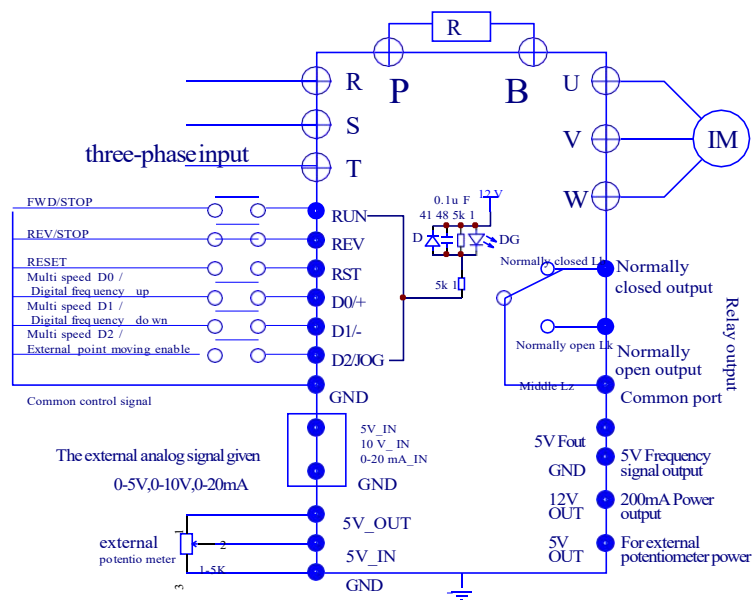 R
P
B
R
S
T
three-phase input
U
V
W
IM
FWD/STOP
RUN
REV/STOP
REV
RESET
RST
Multi speed D0 /
Digital frequency up
D0/+
Multi speed D1 /
Digital frequency down
D1/-
Multi speed D2 /
External point moving enable
D2/JOG
GND
Common control signal
0.1u F
12 V
41 48 5k 1
D
DG
5k 1
Normally closed Lb
Normally
closed output
Normally open Lk
Normally
open output
Middle Lz
Common port
Relay output
The external analog signal given
0-5V,0-10V,0-20mA
5V_IN
10 V_ IN
0-20 mA_IN
GND
5V Fout
GND
5V Frequency
signal output
12V
OUT
200mA Power
output
5V
OUT
For external
potentiometer power
external
potentio meter
1
2
3
1-5K
5V_OUT
5V_IN
GND